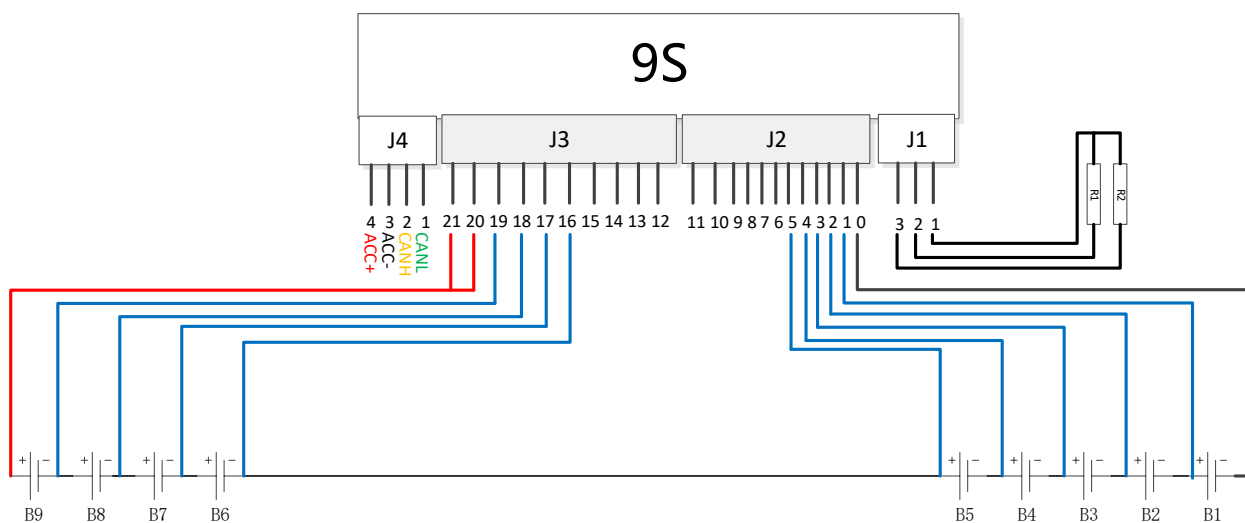 9S
J4 J3 J2 J1
4 3 2 1 21 20 19 18 17 16 15 14 13 12 11 10 9 8 7 6 5 4 3 2 1 0 3 2 1
ACC+ ACC- CANH CANL
R1 R2
+ - + - + - + - + - + - + - + - + -
B9 B8 B7 B6 B5 B4 B3 B2 B1